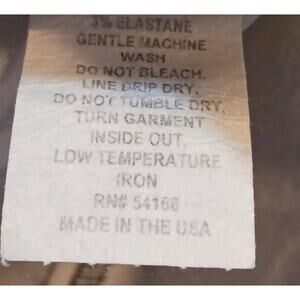 3% ELASTANE
GENTLE MACHINE
WASH
DO NOT BLEACH.
LINE DRIP DRY.
DO NOT TUMBLE DRY,
TURN GARMENT
INSIDE OUT,
LOW TEMPERATURE
IRON
RN# 54166
MADE IN THE USA